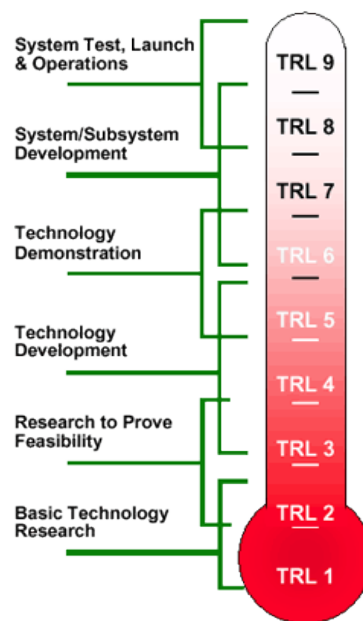 System Test, Launch
& Operations
System/Subsystem
Development
Technology
Demonstration
Technology
Development
Research to Prove
Feasibility
Basic Technology
Research
TRL 9
TRL 8
TRL 7
TRL 6
TRL 5
TRL 4
TRL 3
TRL 2
TRL 1